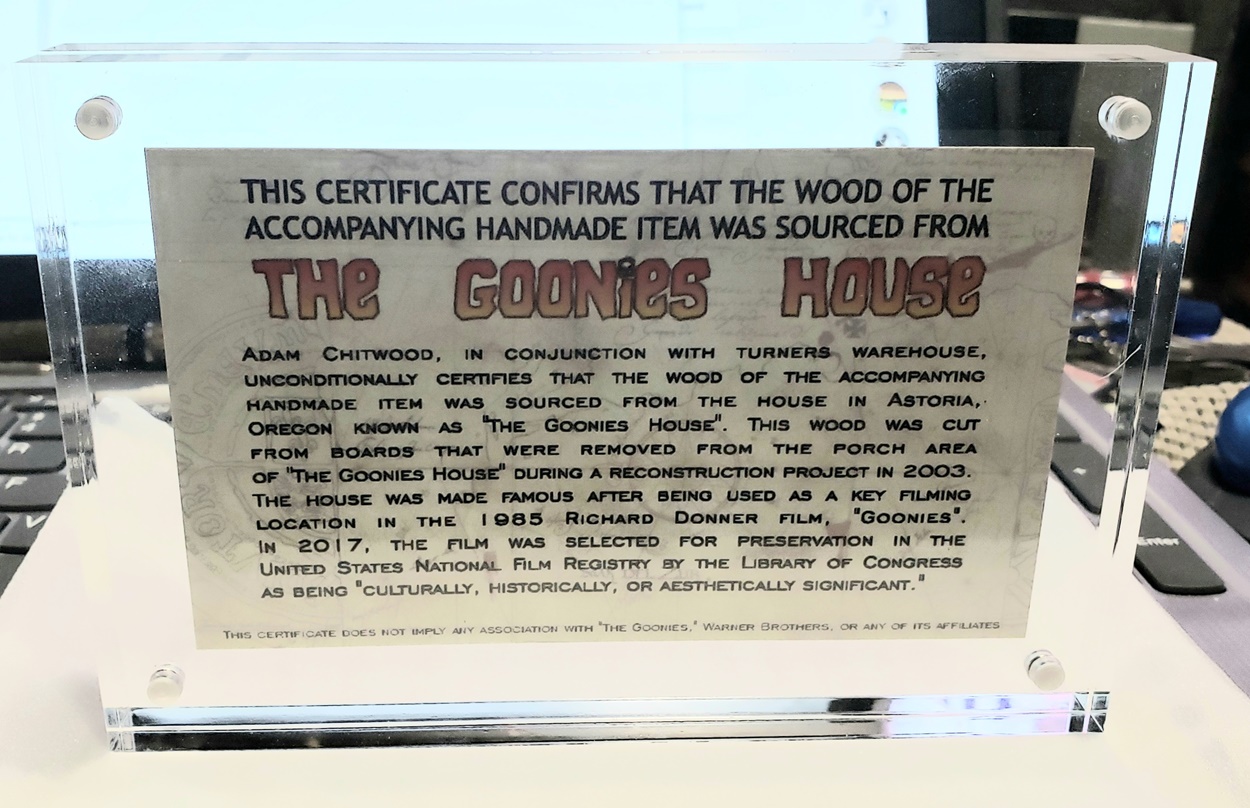 THIS CERTIFICATE CONFIRMS THAT THE WOOD OF THE
ACCOMPANYING HANDMADE ITEM WAS SOURCED FROM
THE GOONIES HOUSE
ADAM CHITWOOD, IN CONJUNCTION WITH TURNERS WAREHOUSE,
UNCONDITIONALLY CERTIFIES THAT THE WOOD OF THE ACCOMPANYING
HANDMADE ITEM WAS SOURCED FROM THE HOUSE IN ASTORIA,
OREGON KNOWN AS "THE GOONIES HOUSE". THIS WOOD WAS CUT
FROM BOARDS THAT WERE REMOVED FROM THE PORCH AREA
OF "THE GOONIES HOUSE" DURING A RECONSTRUCTION PROJECT IN 2003.
THE HOUSE WAS MADE FAMOUS AFTER BEING USED AS A KEY FILMING
LOCATION IN THE 1985 RICHARD DONNER FILM, "GOONIES".
IN 2017, THE FILM WAS SELECTED FOR PRESERVATION IN THE
UNITED STATES NATIONAL FILM REGISTRY BY THE LIBRARY OF CONGRESS
AS BEING "CULTURALLY, HISTORICALLY, OR AESTHETICALLY SIGNIFICANT."
THIS CERTIFICATE DOES NOT IMPLY ANY ASSOCIATION WITH "THE GOONIES," WARNER BROTHERS, OR ANY OF ITS AFFILIATES
Enter